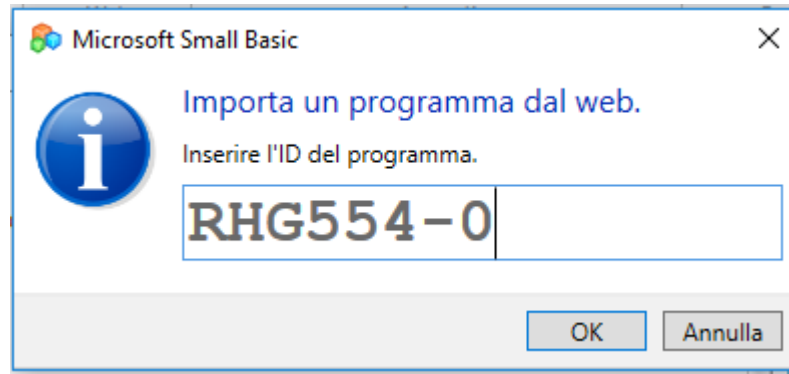 Microsoft Small Basic
Importa un programma dal web.
Inserire l'ID del programma.
RHG554-0
OK Annulla